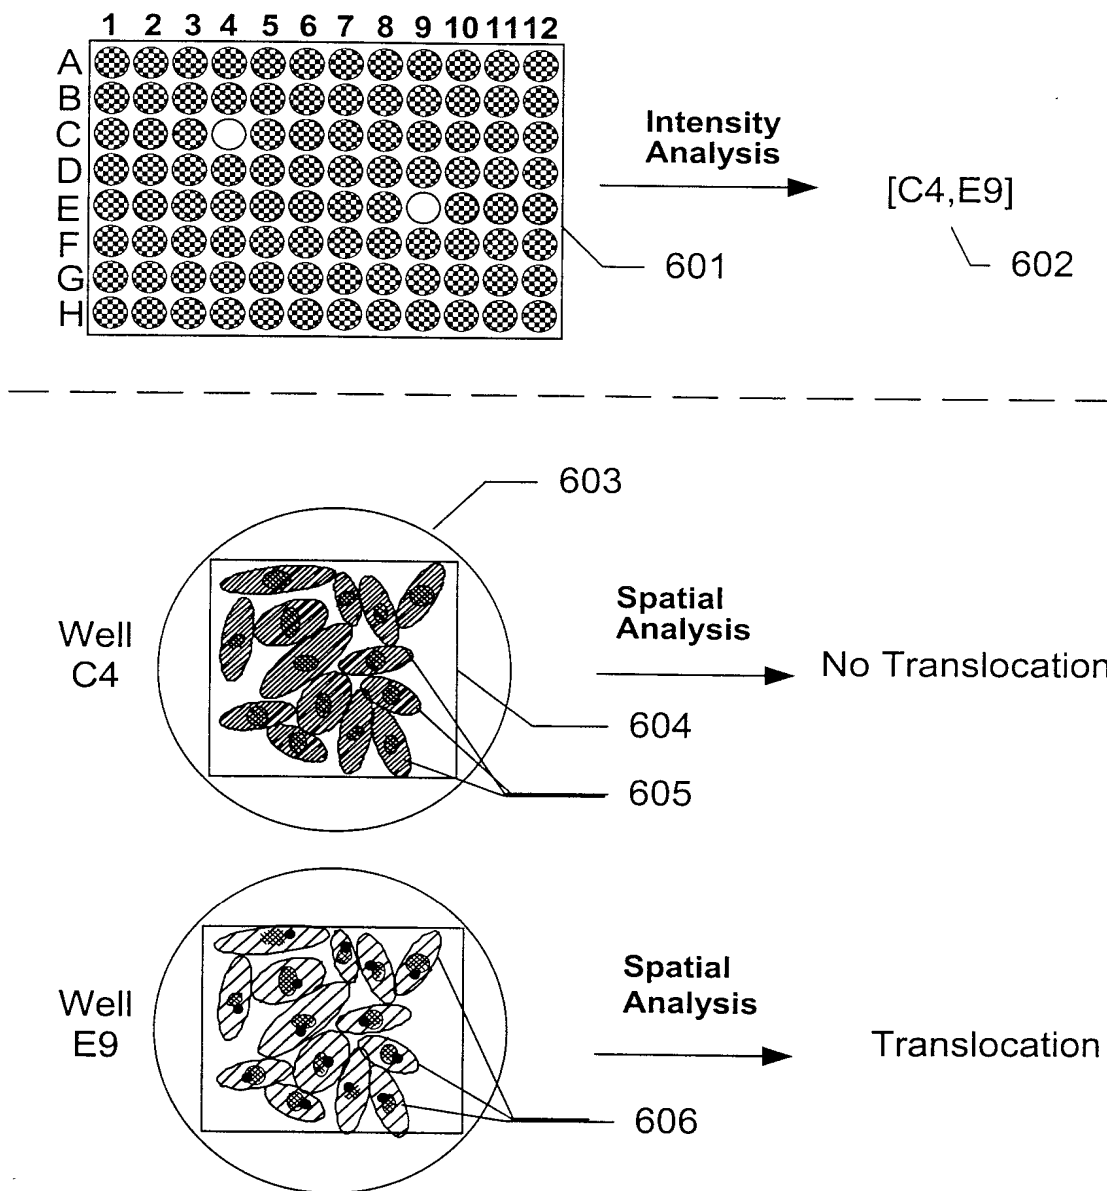 1 2 3 4 5 6 7 8 9 10 11 12
A
B
C
D
E
F
G
H
Intensity
Analysis
[C4,E9]
601
602
603
Well
C4
Spatial
Analysis
No Translocation
604
605
Well
E9
Spatial
Analysis
Translocation
606